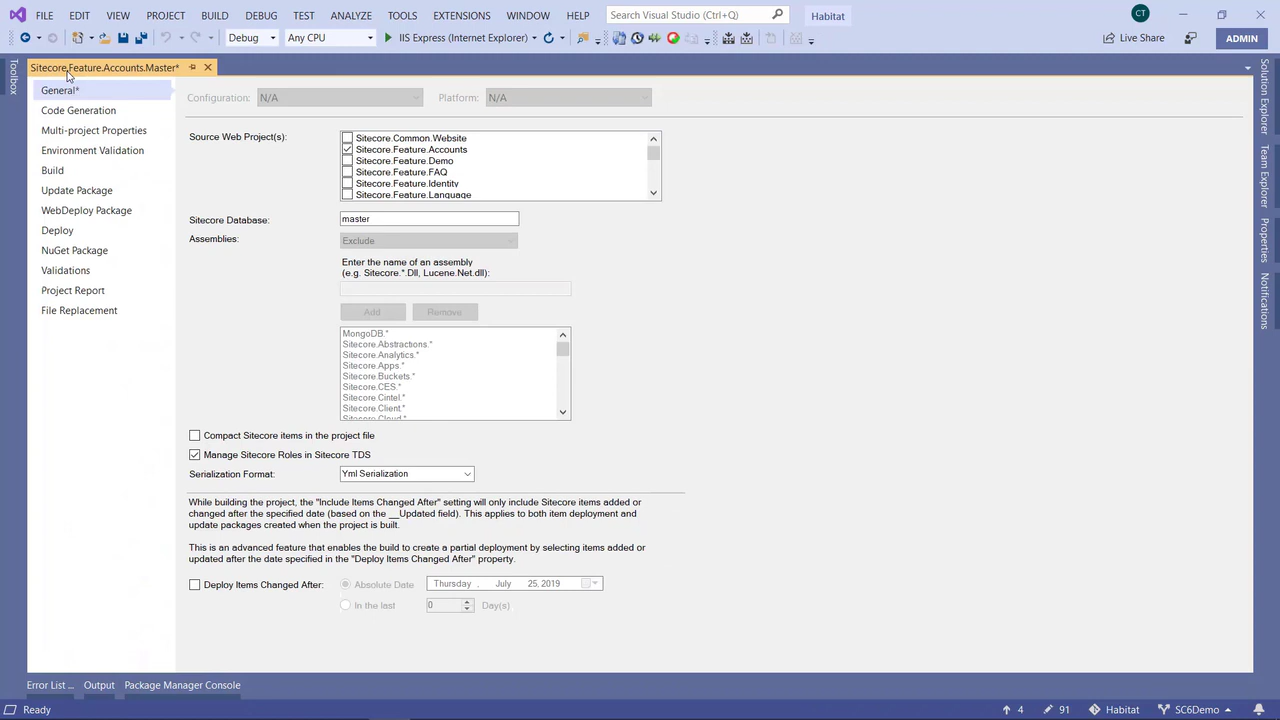 FILE EDIT VIEW PROJECT BUILD DEBUG TEST ANALYZE TOOLS EXTENSIONS WINDOW HELP Search Visual Studio (Ctrl+Q) Habitat CT
Debug Any CPU IIS Express (Internet Explorer) Live Share ADMIN
Sitecore.Feature.Accounts.Master*
Toolbox
General*
Code Generation
Multi-project Properties
Environment Validation
Build
Update Package
WebDeploy Package
Deploy
NuGet Package
Validations
Project Report
File Replacement
Configuration: N/A Platform: N/A
Source Web Project(s):
Sitecore.Common.Website
Sitecore.Feature.Accounts
Sitecore.Feature.Demo
Sitecore.Feature.FAQ
Sitecore.Feature.Identity
Sitecore.Feature.Language
Sitecore Database: master
Assemblies: Exclude
Enter the name of an assembly
(e.g. Sitecore.*.Dll, Lucene.Net.dll):
Add Remove
MongoDB.*
Sitecore.Abstractions.*
Sitecore.Analytics.*
Sitecore.Apps.*
Sitecore.Buckets.*
Sitecore.CES.*
Sitecore.Cintel.*
Sitecore.Client.*
Sitecore.Cloud.*
Compact Sitecore items in the project file
Manage Sitecore Roles in Sitecore TDS
Serialization Format: Yml Serialization
While building the project, the "Include Items Changed After" setting will only include Sitecore items added or
changed after the specified date (based on the __Updated field). This applies to both item deployment and
update packages created when the project is built.
This is an advanced feature that enables the build to create a partial deployment by selecting items added or
updated after the date specified in the "Deploy Items Changed After" property.
Deploy Items Changed After: Absolute Date Thursday , July 25, 2019
In the last 0 Day(s)
Solution Explorer
Team Explorer
Properties
Notifications
Error List ... Output Package Manager Console
Ready 4 91 Habitat SC6Demo